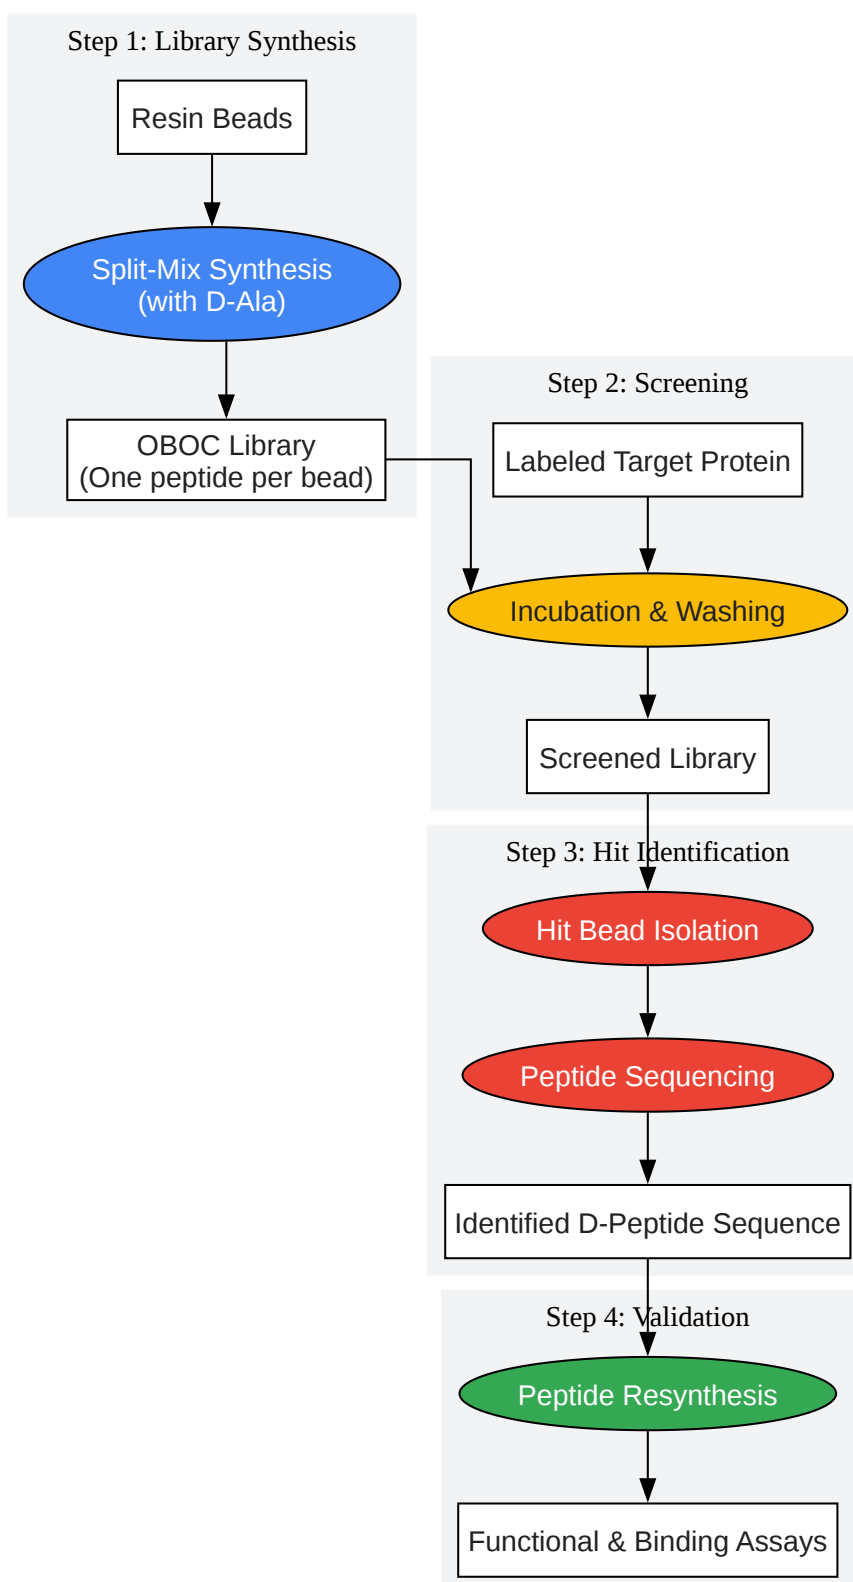 Step 1: Library Synthesis
Resin Beads
Split-Mix Synthesis
(with D-Ala)
OBOC Library
(One peptide per bead)
Step 2: Screening
Labeled Target Protein
Incubation & Washing
Screened Library
Step 3: Hit Identification
Hit Bead Isolation
Peptide Sequencing
Identified D-Peptide Sequence
Step 4: Validation
Peptide Resynthesis
Functional & Binding Assays